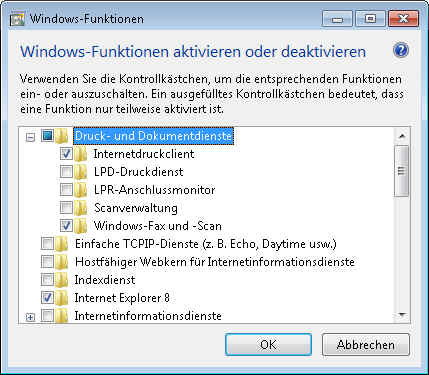 Windows-Funktionen
Windows-Funktionen aktivieren oder deaktivieren
Verwenden Sie die Kontrollkästchen, um die entsprechenden Funktionen
ein- oder auszuschalten. Ein ausgefülltes Kontrollkästchen bedeutet, dass
eine Funktion nur teilweise aktiviert ist.
Druck- und Dokumentdienste
Internetdruckclient
LPD-Druckdienst
LPR-Anschlussmonitor
Scanverwaltung
Windows-Fax und -Scan
Einfache TCPIP-Dienste (z. B. Echo, Daytime usw.)
Hostfähiger Webkern für Internetinformationsdienste
Indexdienst
Internet Explorer 8
Internetinformationsdienste
OK
Abbrechen